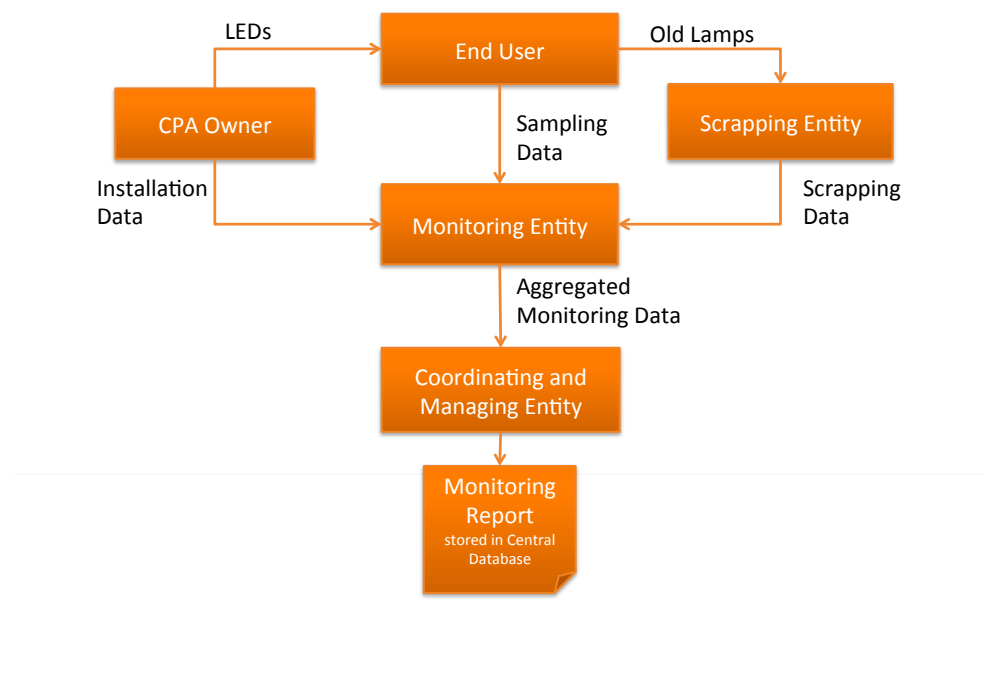 LEDs
End User
Old Lamps
CPA Owner
Sampling
Data
Scrapping Entity
Installation
Data
Monitoring Entity
Scrapping
Data
Aggregated
Monitoring Data
Coordinating and
Managing Entity
Monitoring
Report
stored in Central
Database